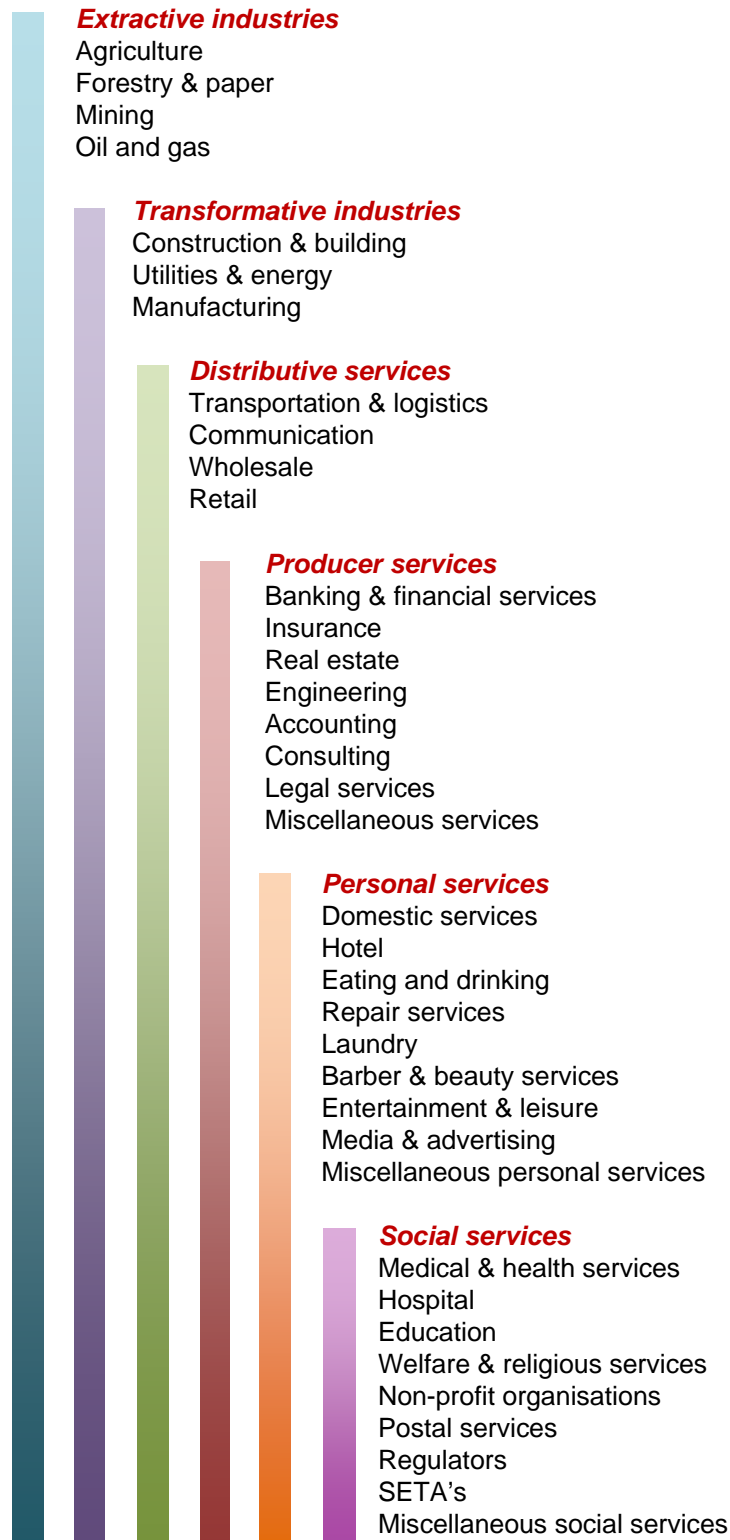 Extractive industries
Agriculture
Forestry & paper
Mining
Oil and gas
Transformative industries
Construction & building
Utilities & energy
Manufacturing
Distributive services
Transportation & logistics
Communication
Wholesale
Retail
Producer services
Banking & financial services
Insurance
Real estate
Engineering
Accounting
Consulting
Legal services
Miscellaneous services
Personal services
Domestic services
Hotel
Eating and drinking
Repair services
Laundry
Barber & beauty services
Entertainment & leisure
Media & advertising
Miscellaneous personal services
Social services
Medical & health services
Hospital
Education
Welfare & religious services
Non-profit organisations
Postal services
Regulators
SETA's
Miscellaneous social services